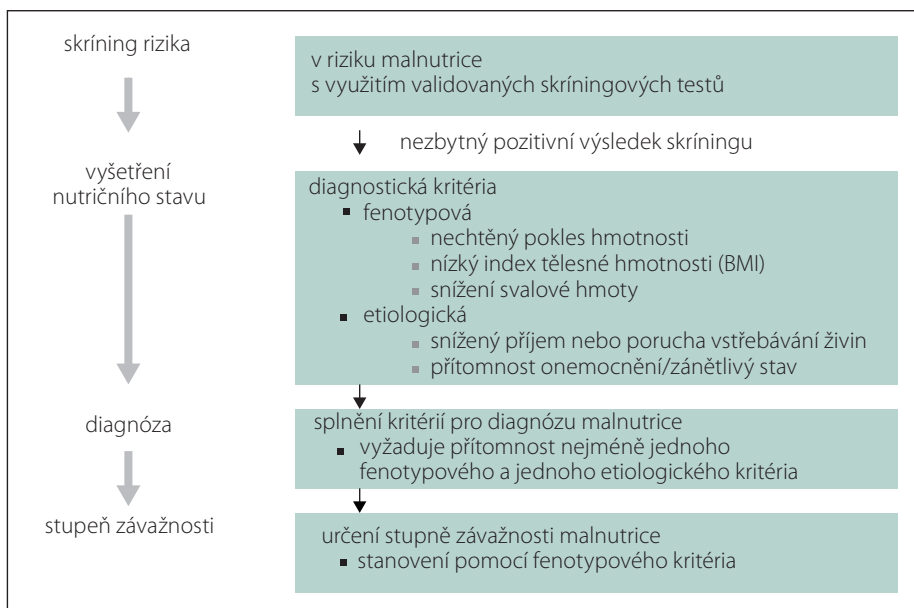 skríning rizika
v riziku malnutrice
s využitím validovaných skríningových testů
nezbytný pozitivní výsledek skríningu
vyšetření
nutričního stavu
diagnostická kritéria
▪ fenotypová
▪ nechtěný pokles hmotnosti
▪ nízký index tělesné hmotnosti (BMI)
▪ snížení svalové hmoty
▪ etiologická
▪ snížený příjem nebo porucha vstřebávání živin
▪ přítomnost onemocnění/zánětlivý stav
diagnóza
splnění kritérií pro diagnózu malnutrice
▪ vyžaduje přítomnost nejméně jednoho
fenotypového a jednoho etiologického kritéria
stupeň závažnosti
určení stupně závažnosti malnutrice
▪ stanovení pomocí fenotypového kritéria